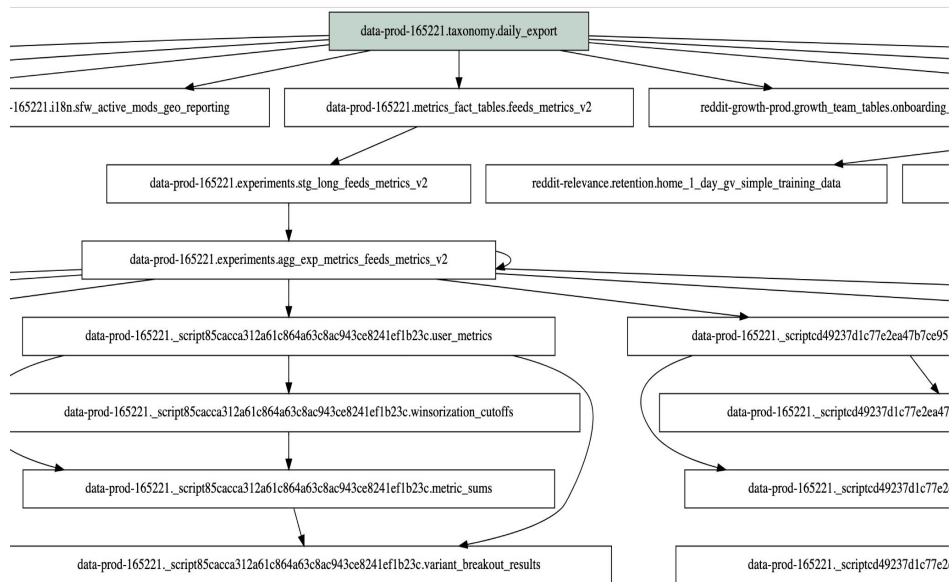 data-prod-165221.taxonomy.daily_export
-165221.i18n.sfw_active_mods_geo_reporting
data-prod-165221.metrics_fact_tables.feeds_metrics_v2
reddit-growth-prod.growth_team_tables.onboarding_
data-prod-165221.experiments.stg_long_feeds_metrics_v2
reddit-relevance.retention.home_1_day_gv_simple_training_data
data-prod-165221.experiments.agg_exp_metrics_feeds_metrics_v2
data-prod-165221._script85cacca312a61c864a63c8ac943ce8241ef1b23c.user_metrics
data-prod-165221._scriptcd49237d1c77e2ea47b7ce95
data-prod-165221._script85cacca312a61c864a63c8ac943ce8241ef1b23c.winsorization_cutoffs
data-prod-165221._scriptcd49237d1c77e2ea47
data-prod-165221._script85cacca312a61c864a63c8ac943ce8241ef1b23c.metric_sums
data-prod-165221._scriptcd49237d1c77e2
data-prod-165221._script85cacca312a61c864a63c8ac943ce8241ef1b23c.variant_breakout_results
data-prod-165221._scriptcd49237d1c77e2